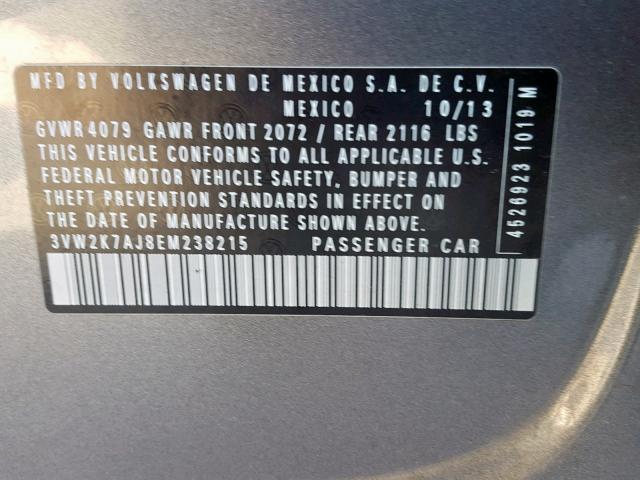 MFD BY VOLKSWAGEN DE MEXICO S.A. DE C.V.
MEXICO 10/13
GVWR 4079 GAWR FRONT 2072 / REAR 2116 LBS
THIS VEHICLE CONFORMS TO ALL APPLICABLE U.S.
FEDERAL MOTOR VEHICLE SAFETY, BUMPER AND
THEFT PREVENTION STANDARDS IN EFFECT ON
THE DATE OF MANUFACTURE SHOWN ABOVE.
3VW2K7AJ8EM238215 PASSENGER CAR
4526923 1019 M